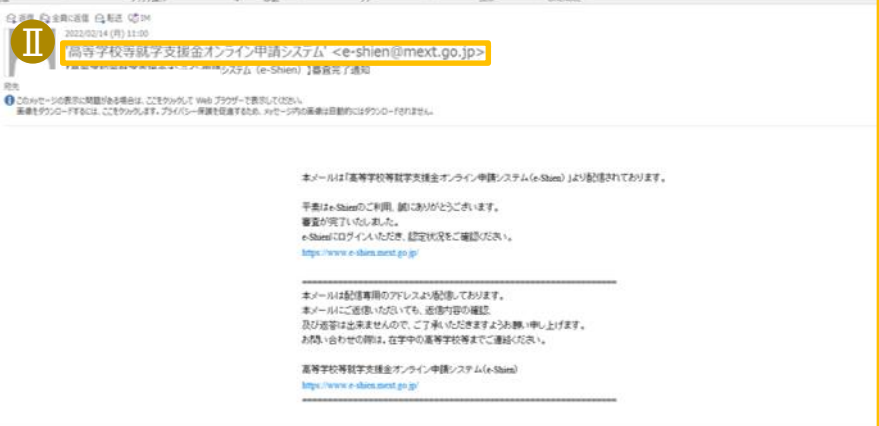 返信 全員に返信 転送 IM
2022/02/14 (月) 11:00
Ⅱ
'高等学校等就学支援金オンライン申請システム' <e-shien@mext.go.jp>
システム (e-Shien) 】審査完了通知
宛先
このメッセージの表示に問題がある場合は、ここをクリックして Web ブラウザーで表示してください。
画像をダウンロードするには、ここをクリックします。プライバシー保護を促進するため、メッセージ内の画像は自動的にはダウンロードされません。
本メールは「高等学校等就学支援金オンライン申請システム(e-Shien)」より配信されております。
平素はe-Shienのご利用、誠にありがとうございます。
審査が完了いたしました。
e-Shienにログインいただき、認定状況をご確認ください。
https://www.e-shien.mext.go.jp/
本メールは配信専用のアドレスより配信しております。
本メールにご返信いただいても、返信内容の確認
及び返答は出来ませんので、ご了承いただきますようお願い申し上げます。
お問い合わせの際は、在学中の高等学校等までご連絡ください。
高等学校等就学支援金オンライン申請システム(e-Shien)
https://www.e-shien.mext.go.jp/